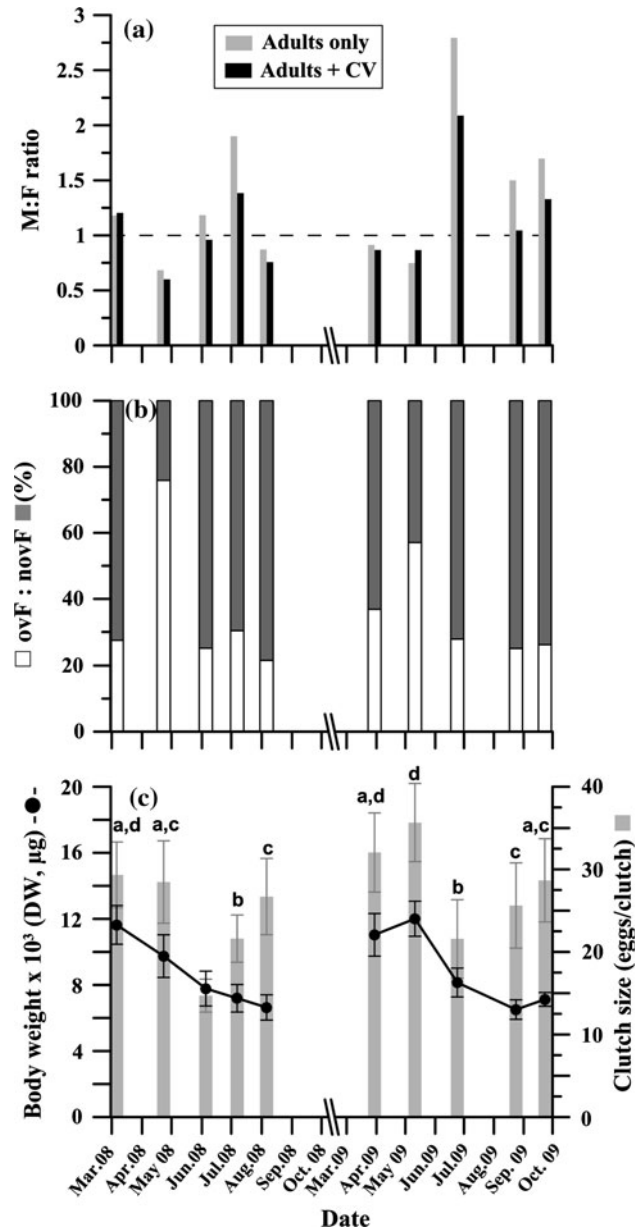 (a)
Adults only
Adults + CV
3
2.5
2
1.5
1
0.5
0
M:F ratio
(b)
100
80
60
40
20
0
ovF : novF (%)
(c)
20
16
12
8
4
0
Body weight x 10³ (DW, µg)
a,d
a,c
b
c
a,d
d
b
c
a,c
40
30
20
10
0
Clutch size (eggs/clutch)
Mar.08
Apr.08
May 08
Jun.08
Jul.08
Aug.08
Sep.08
Oct. 08
Mar.09
Apr.09
May 09
Jun.09
Jul.09
Aug.09
Sep. 09
Oct. 09
Date